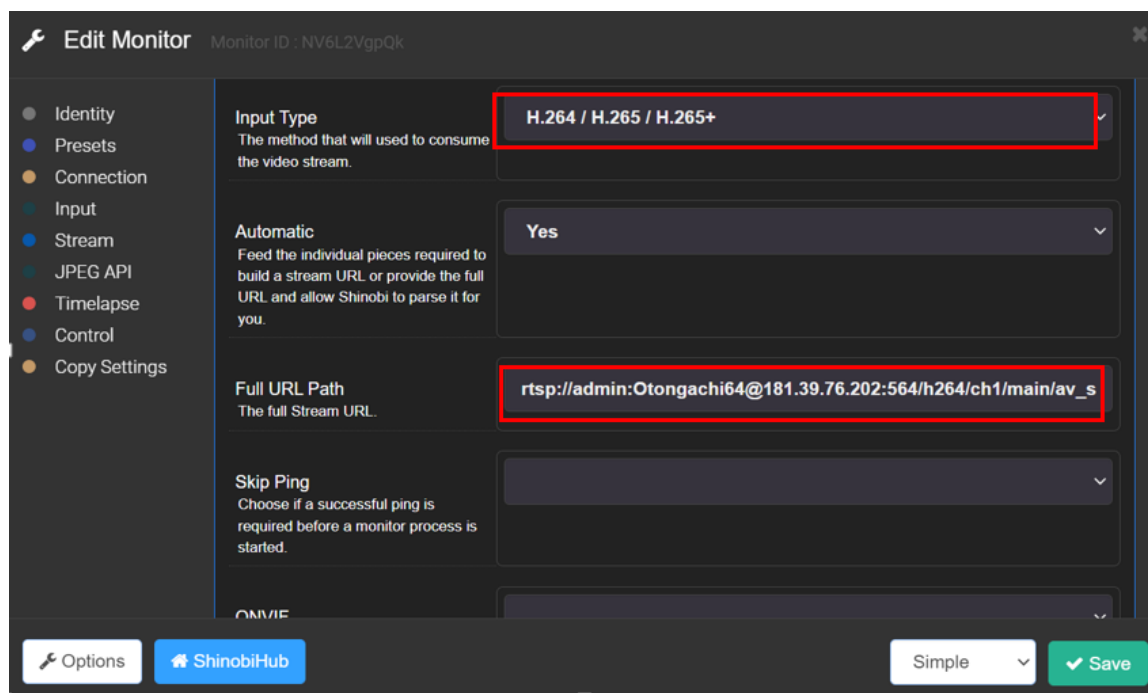 Edit Monitor Monitor ID : NV6L2VgpQk
Identity
Presets
Connection
Input
Stream
JPEG API
Timelapse
Control
Copy Settings
Input Type
The method that will used to consume
the video stream.
H.264 / H.265 / H.265+
Automatic
Feed the individual pieces required to
build a stream URL or provide the full
URL and allow Shinobi to parse it for
you.
Yes
Full URL Path
The full Stream URL.
rtsp://admin:Otongachi64@181.39.76.202:564/h264/ch1/main/av_s
Skip Ping
Choose if a successful ping is
required before a monitor process is
started.
ONVIF
Options
ShinobiHub
Simple
Save